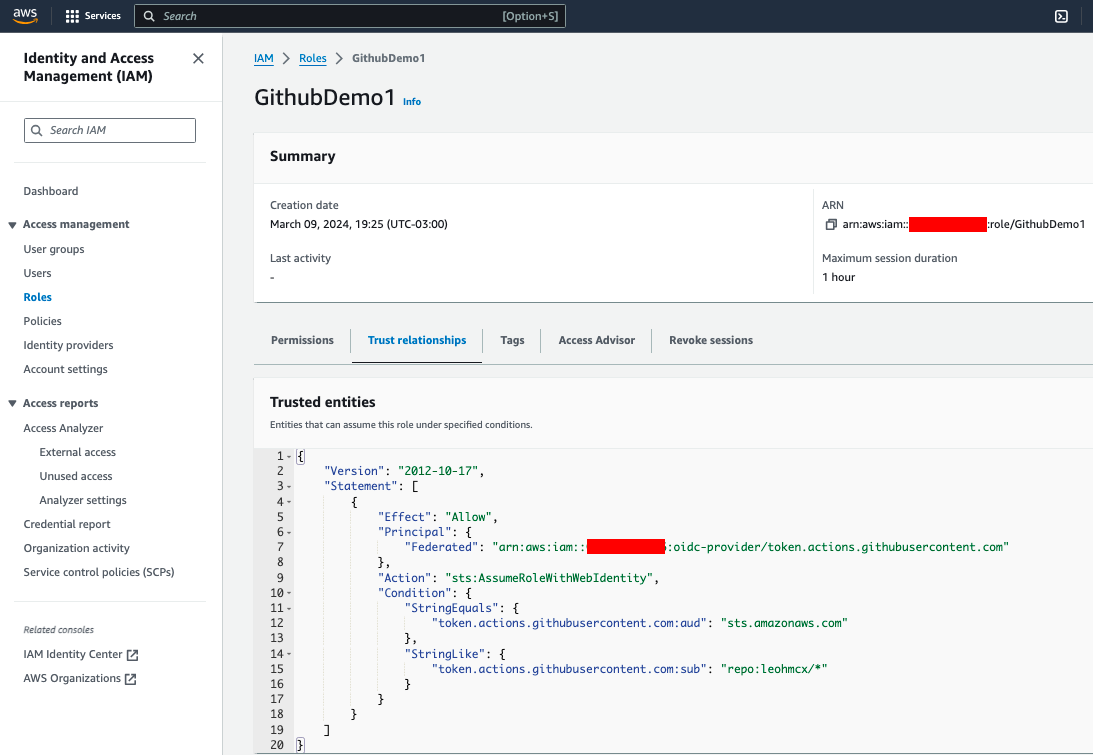 aws Services Search [Option+S]
Identity and Access
Management (IAM)
Search IAM
Dashboard
Access management
User groups
Users
Roles
Policies
Identity providers
Account settings
Access reports
Access Analyzer
External access
Unused access
Analyzer settings
Credential report
Organization activity
Service control policies (SCPs)
Related consoles
IAM Identity Center
AWS Organizations
IAM > Roles > GithubDemo1
GithubDemo1 Info
Summary
Creation date
March 09, 2024, 19:25 (UTC-03:00)
Last activity
-
ARN
arn:aws:iam:: :role/GithubDemo1
Maximum session duration
1 hour
Permissions Trust relationships Tags Access Advisor Revoke sessions
Trusted entities
Entities that can assume this role under specified conditions.
1 {
2 "Version": "2012-10-17",
3 "Statement": [
4 {
5 "Effect": "Allow",
6 "Principal": {
7 "Federated": "arn:aws:iam:: :oidc-provider/token.actions.githubusercontent.com"
8 },
9 "Action": "sts:AssumeRoleWithWebIdentity",
10 "Condition": {
11 "StringEquals": {
12 "token.actions.githubusercontent.com:aud": "sts.amazonaws.com"
13 },
14 "StringLike": {
15 "token.actions.githubusercontent.com:sub": "repo:leohmcx/*"
16 }
17 }
18 }
19 ]
20 }